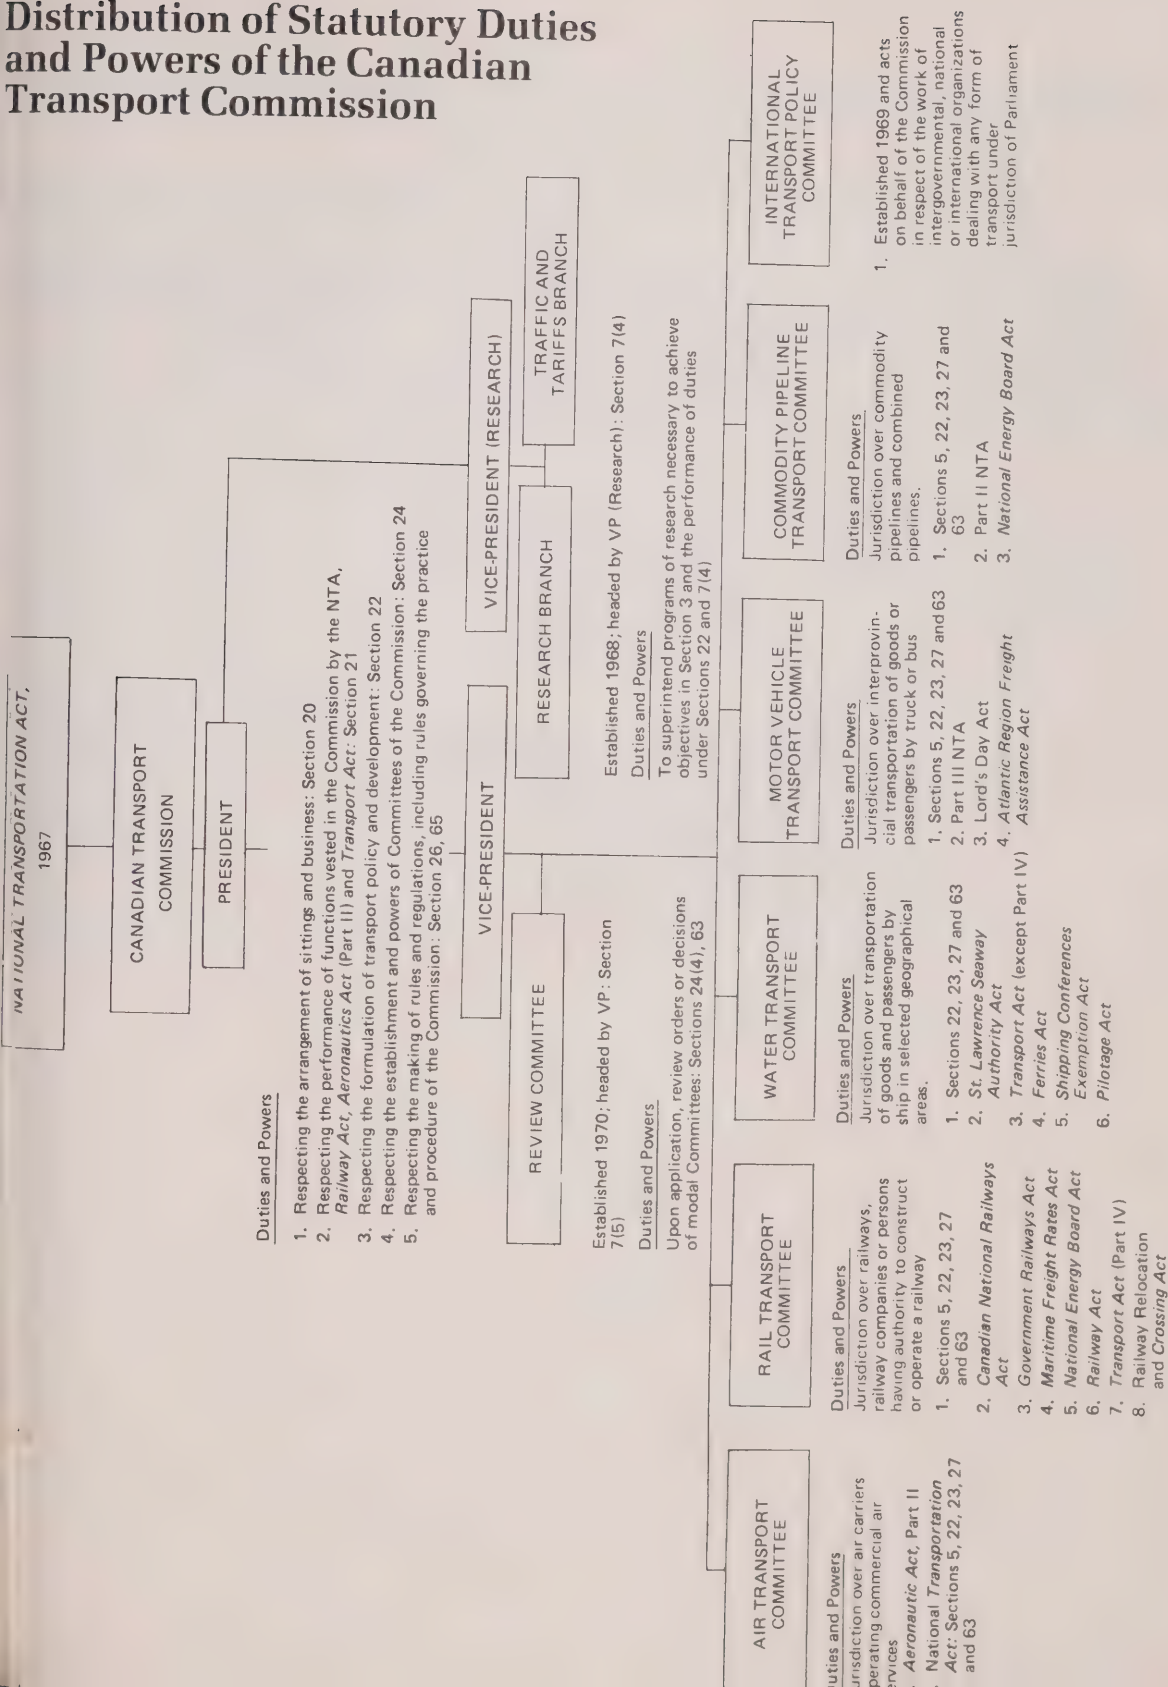 Distribution of Statutory Duties
and Powers of the Canadian
Transport Commission
NATIONAL TRANSPORTATION ACT,
1967
CANADIAN TRANSPORT
COMMISSION
PRESIDENT
Duties and Powers
1. Respecting the arrangement of sittings and business: Section 20
2. Respecting the performance of functions vested in the Commission by the NTA,
Railway Act, Aeronautics Act (Part II) and Transport Act: Section 21
3. Respecting the formulation of transport policy and development: Section 22
4. Respecting the establishment and powers of Committees of the Commission: Section 24
5. Respecting the making of rules and regulations, including rules governing the practice
and procedure of the Commission: Section 26, 65
VICE-PRESIDENT
VICE-PRESIDENT (RESEARCH)
REVIEW COMMITTEE
Established 1970; headed by VP: Section
7(5)
Duties and Powers
Upon application, review orders or decisions
of modal Committees: Sections 24(4), 63
RESEARCH BRANCH
TRAFFIC AND
TARIFFS BRANCH
Established 1968; headed by VP (Research): Section 7(4)
Duties and Powers
To superintend programs of research necessary to achieve
objectives in Section 3 and the performance of duties
under Sections 22 and 7(4)
AIR TRANSPORT
COMMITTEE
uties and Powers
urisdiction over air carriers
perating commercial air
ervices
Aeronautic Act, Part II
National Transportation
Act: Sections 5, 22, 23, 27
and 63
RAIL TRANSPORT
COMMITTEE
Duties and Powers
Jurisdiction over railways,
railway companies or persons
having authority to construct
or operate a railway
1. Sections 5, 22, 23, 27
and 63
2. Canadian National Railways
Act
3. Government Railways Act
4. Maritime Freight Rates Act
5. National Energy Board Act
6. Railway Act
7. Transport Act (Part IV)
8. Railway Relocation
and Crossing Act
WATER TRANSPORT
COMMITTEE
Duties and Powers
Jurisdiction over transportation
of goods and passengers by
ship in selected geographical
areas.
1. Sections 22, 23, 27 and 63
2. St. Lawrence Seaway
Authority Act
3. Transport Act (except Part IV)
4. Ferries Act
5. Shipping Conferences
Exemption Act
6. Pilotage Act
MOTOR VEHICLE
TRANSPORT COMMITTEE
Duties and Powers
Jurisdiction over interprovin-
cial transportation of goods or
passengers by truck or bus
1. Sections 5, 22, 23, 27 and 63
2. Part III NTA
3. Lord's Day Act
4. Atlantic Region Freight
Assistance Act
COMMODITY PIPELINE
TRANSPORT COMMITTEE
Duties and Powers
Jurisdiction over commodity
pipelines and combined
pipelines.
1. Sections 5, 22, 23, 27 and
63
2. Part II NTA
3. National Energy Board Act
INTERNATIONAL
TRANSPORT POLICY
COMMITTEE
1. Established 1969 and acts
on behalf of the Commission
in respect of the work of
intergovernmental, national
or international organizations
dealing with any form of
transport under
jurisdiction of Parliament